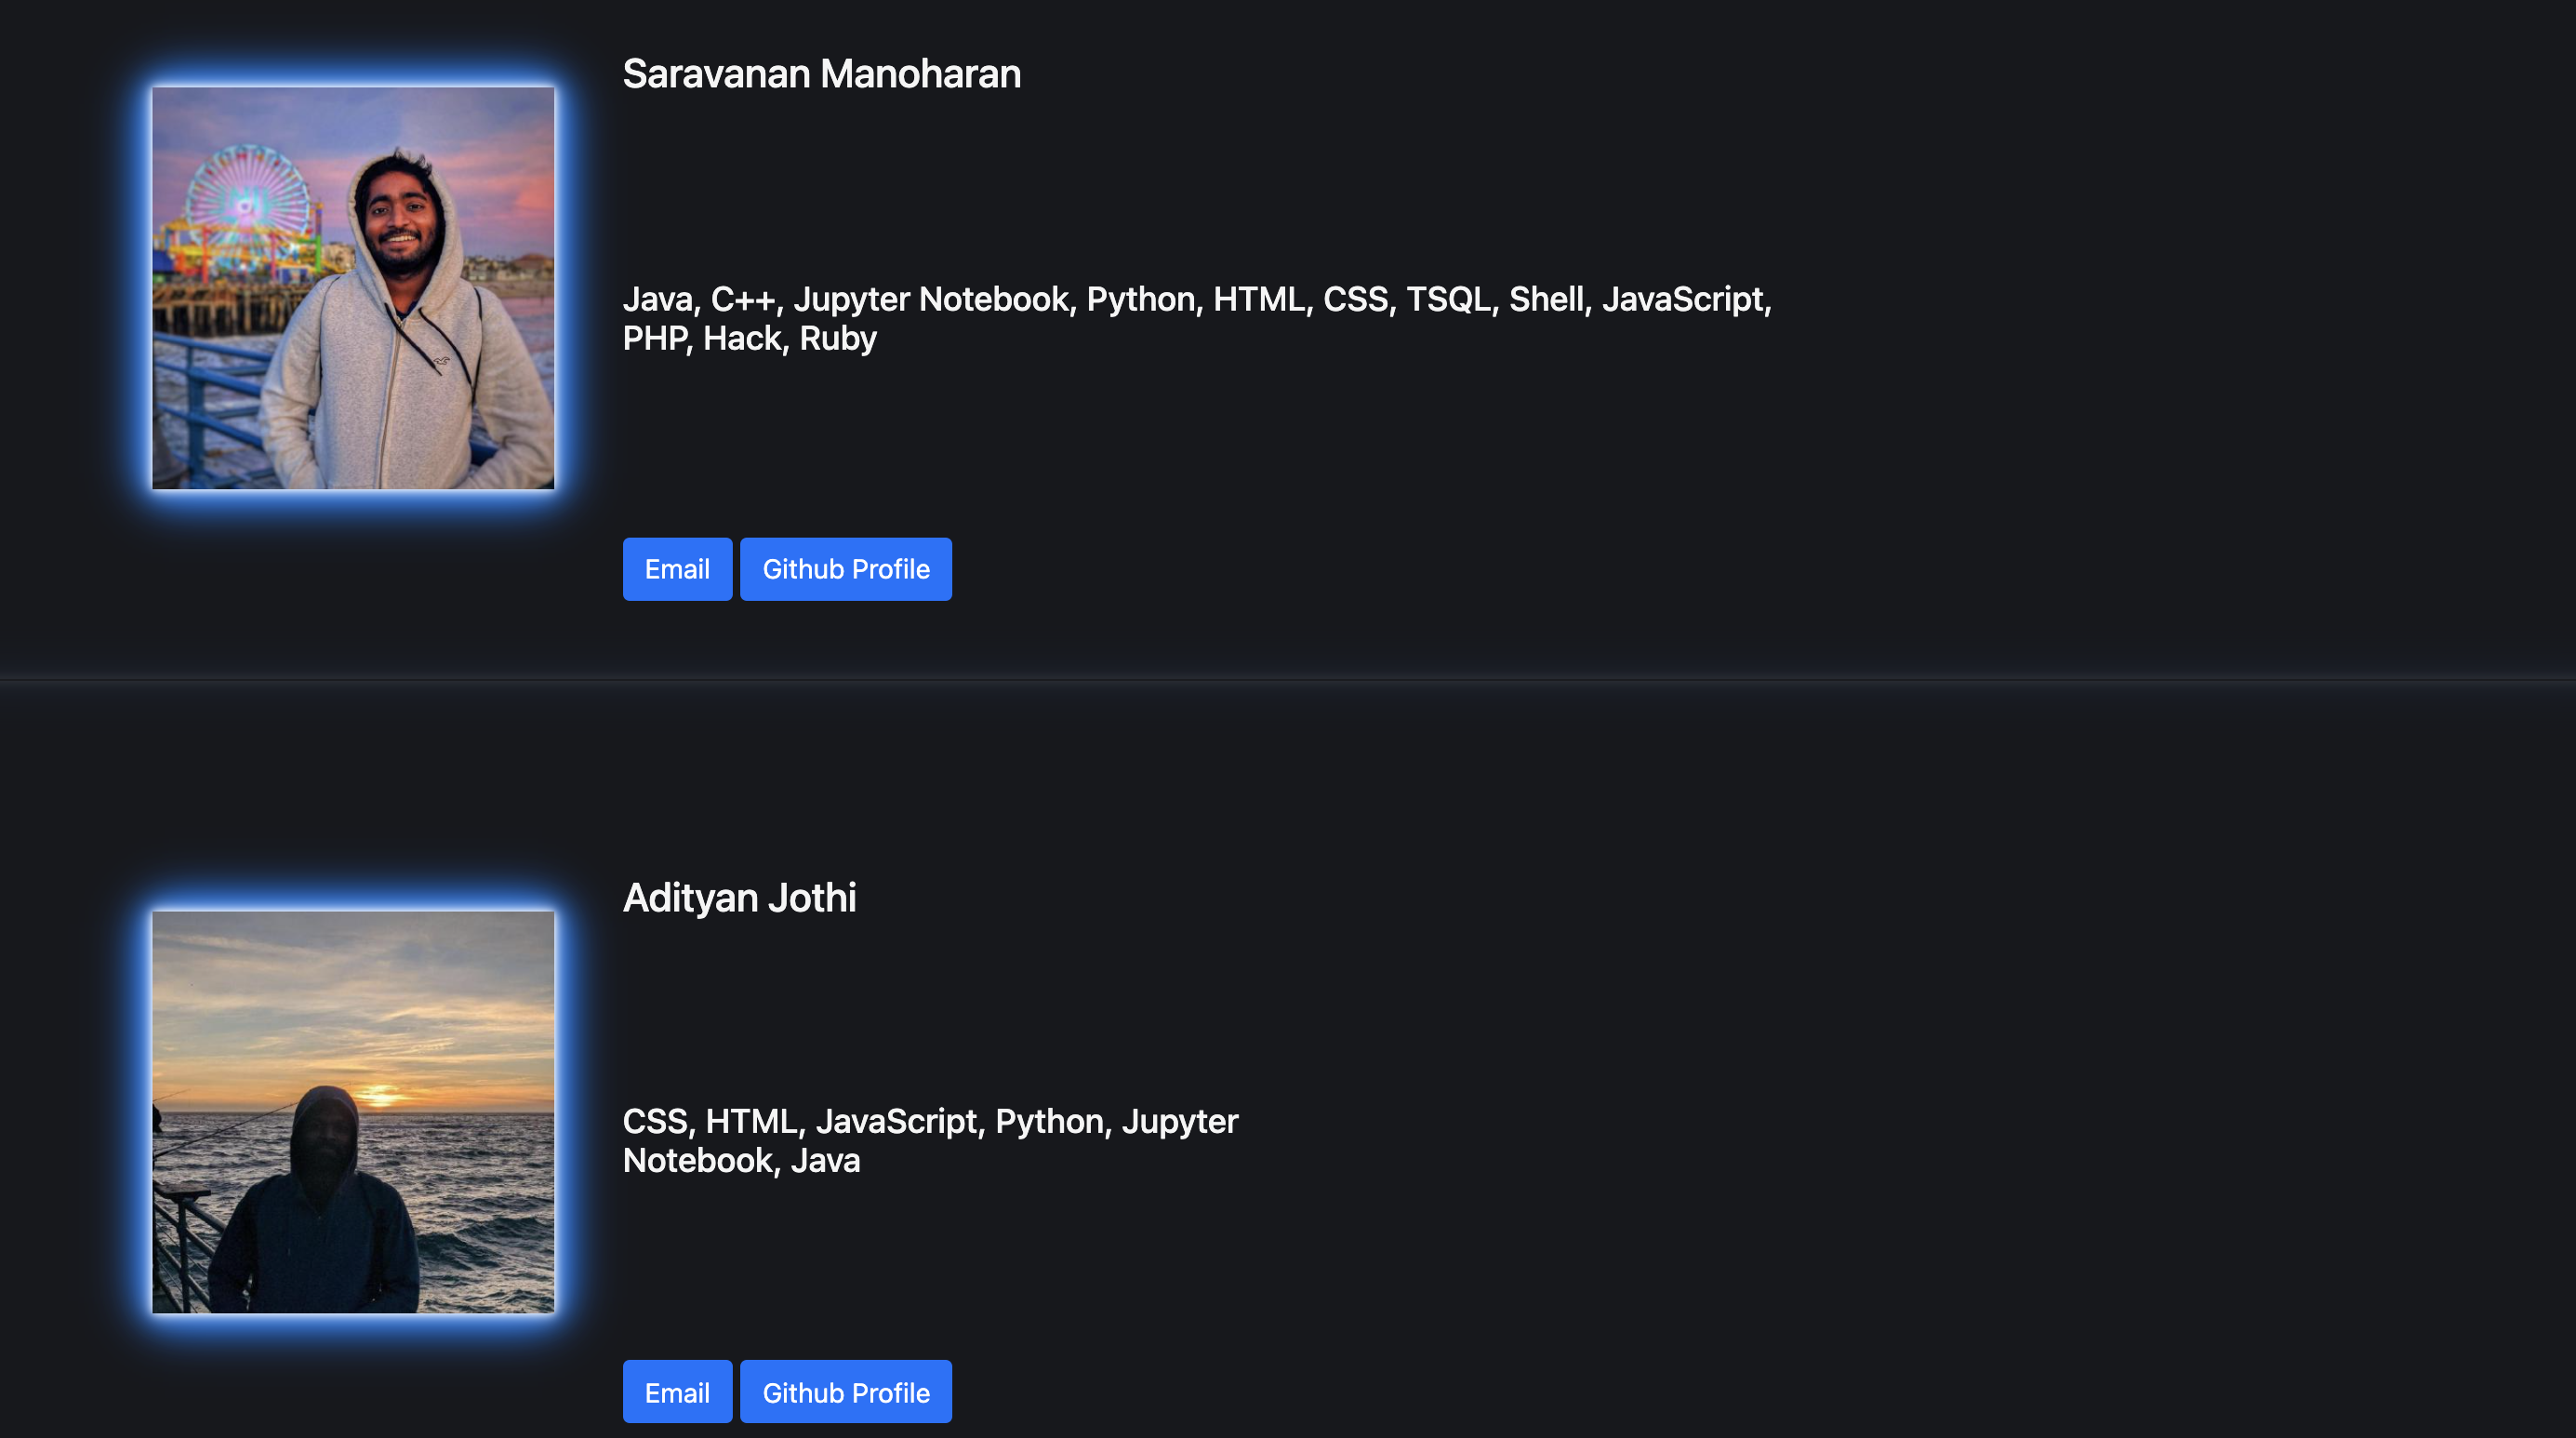 Saravanan Manoharan
Java, C++, Jupyter Notebook, Python, HTML, CSS, TSQL, Shell, JavaScript,
PHP, Hack, Ruby
Email
Github Profile
Adityan Jothi
CSS, HTML, JavaScript, Python, Jupyter
Notebook, Java
Email
Github Profile